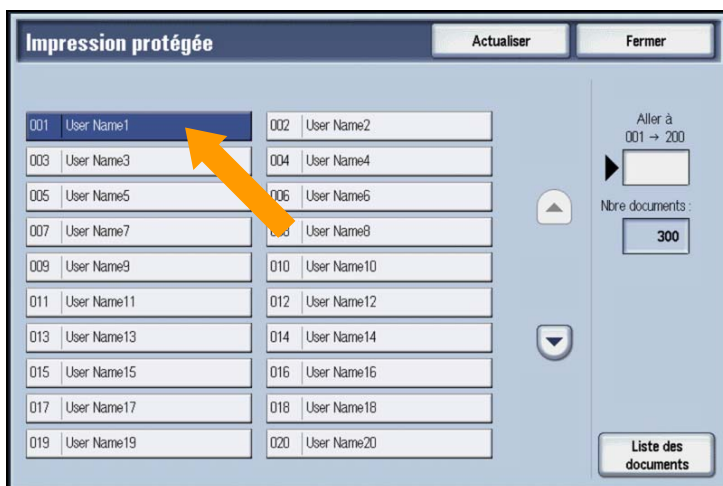 Impression protégée Actualiser Fermer
001 User Name1 002 User Name2
003 User Name3 004 User Name4
005 User Name5 006 User Name6
007 User Name7 User Name8
009 User Name9 010 User Name10
011 User Name11 012 User Name12
013 User Name13 014 User Name14
015 User Name15 016 User Name16
017 User Name17 018 User Name18
019 User Name19 020 User Name20
Aller à
001 → 200
Nbre documents :
300
Liste des
documents